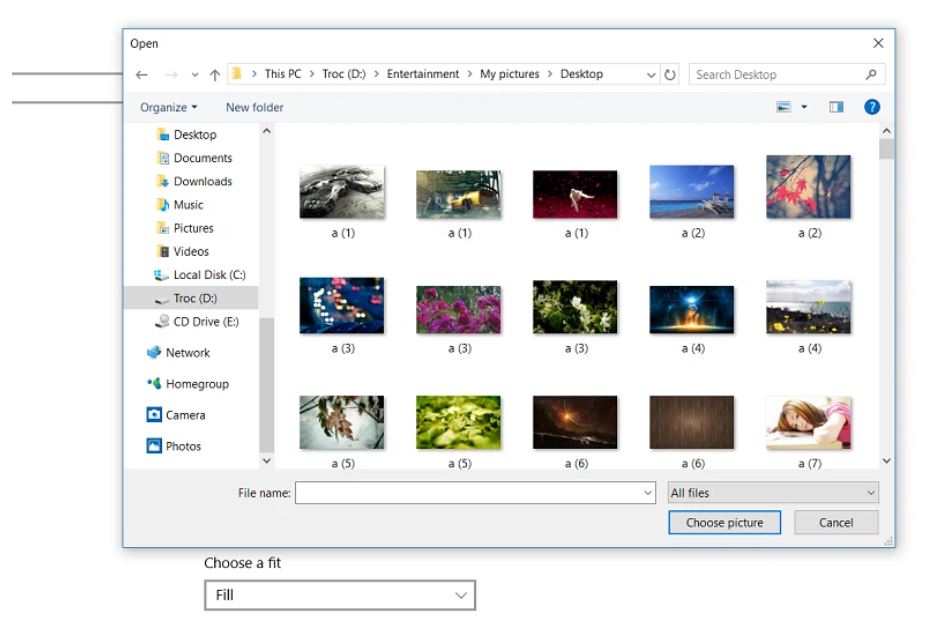 Open
This PC > Troc (D:) > Entertainment > My pictures > Desktop
Search Desktop
Organize
New folder
Desktop
Documents
Downloads
Music
Pictures
Videos
Local Disk (C:)
Troc (D:)
CD Drive (E:)
Network
Homegroup
Camera
Photos
a (1) a (1) a (1) a (2) a (2)
a (3) a (3) a (3) a (4) a (4)
a (5) a (5) a (6) a (6) a (7)
File name:
All files
Choose picture
Cancel
Choose a fit
Fill